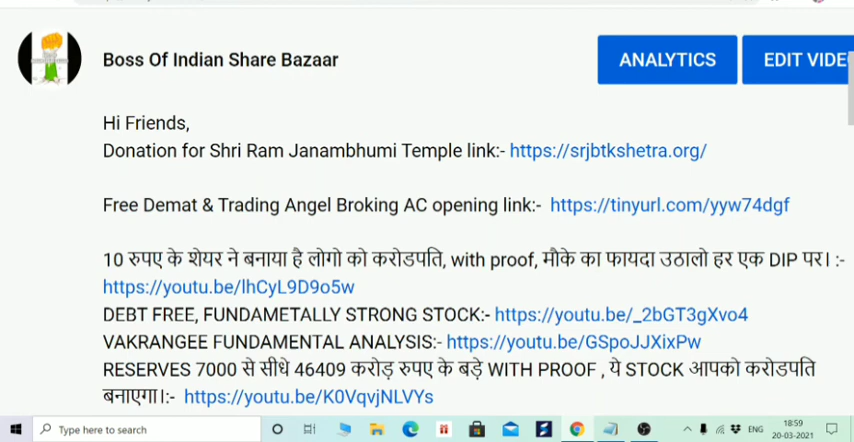 Boss Of Indian Share Bazaar
ANALYTICS
EDIT VIDE
Hi Friends,
Donation for Shri Ram Janambhumi Temple link:- https://srjbtkshetra.org/
Free Demat & Trading Angel Broking AC opening link:- https://tinyurl.com/yyw74dgf
10 रुपए के शेयर ने बनाया है लोगो को करोडपति, with proof, मौके का फायदा उठालो हर एक DIP पर। :-
https://youtu.be/lhCyL9D9o5w
DEBT FREE, FUNDAMETALLY STRONG STOCK:- https://youtu.be/_2bGT3gXvo4
VAKRANGEE FUNDAMENTAL ANALYSIS:- https://youtu.be/GSpoJJXixPw
RESERVES 7000 से सीधे 46409 करोड़ रुपए के बड़े WITH PROOF , ये STOCK आपको करोडपति
बनाएगा।:- https://youtu.be/K0VqvjNLVYs
Type here to search
ENG
18:59
20-03-2021